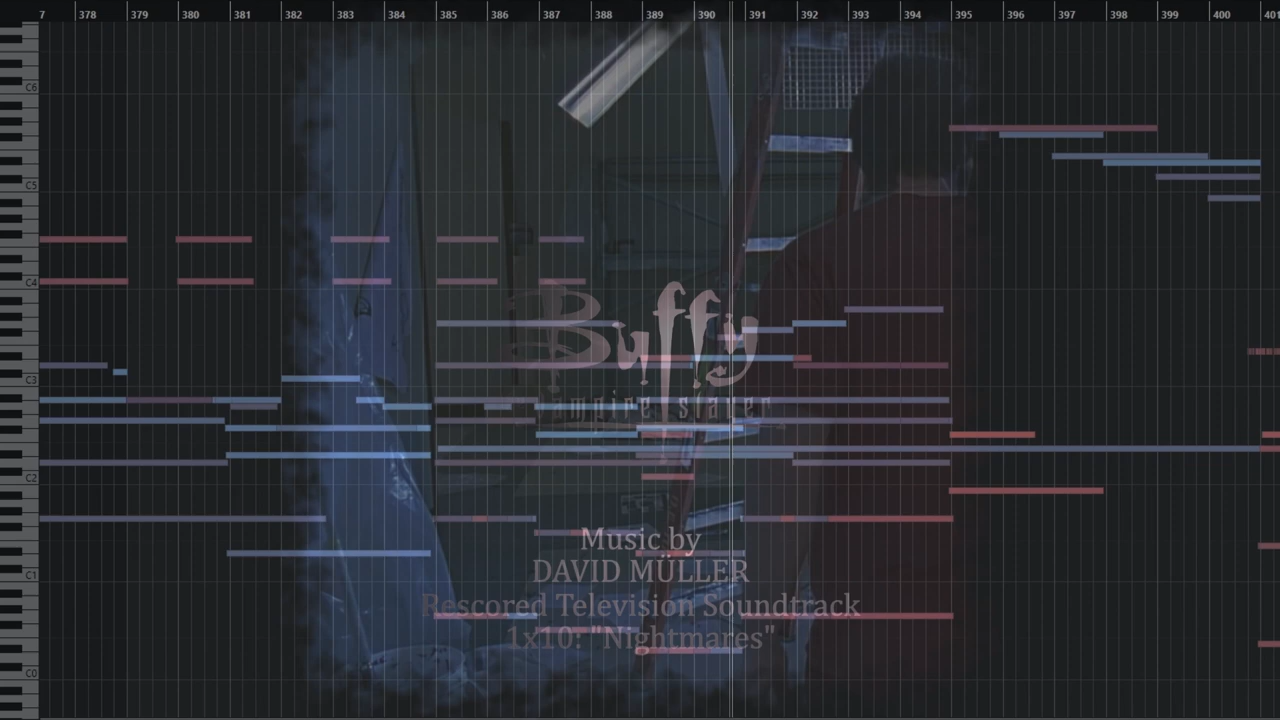 7 378 379 380 381 382 383 384 385 386 387 388 389 390 391 392 393 394 395 396 397 398 399 400 401
C6
C5
C4
Buffy
C3
vampire slayer
C2
Music by
DAVID MÜLLER
C1
Rescored Television Soundtrack
1x10: "Nightmares"
C0